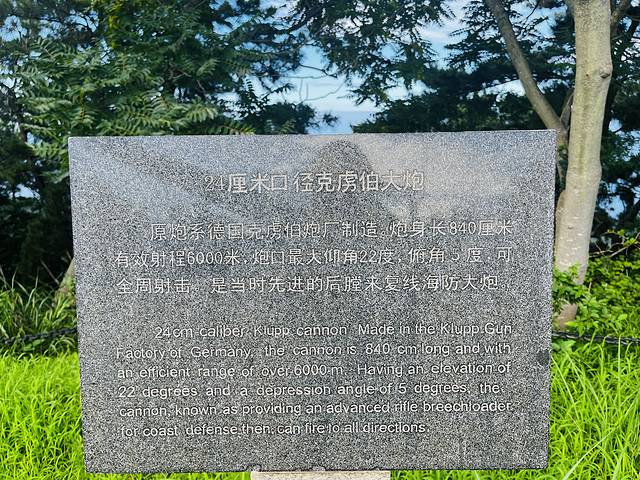 24厘米口径克虏伯大炮
原炮系德国克虏伯炮厂制造。炮身长840厘米
有效射程6000米,炮口最大仰角22度,俯角5度,可
全周射击。是当时先进的后膛来复线海防大炮。
24cm caliber Klupp cannon Made in the Klupp Gun
Factory of Germany, the cannon is 840 cm long and with
an efficient range of over 6000 m. Having an elevation of
22 degrees and a depression angle of 5 degrees, the
cannon, known as providing an advanced rifle breechloader
for coast defense then, can fire lo all directions.